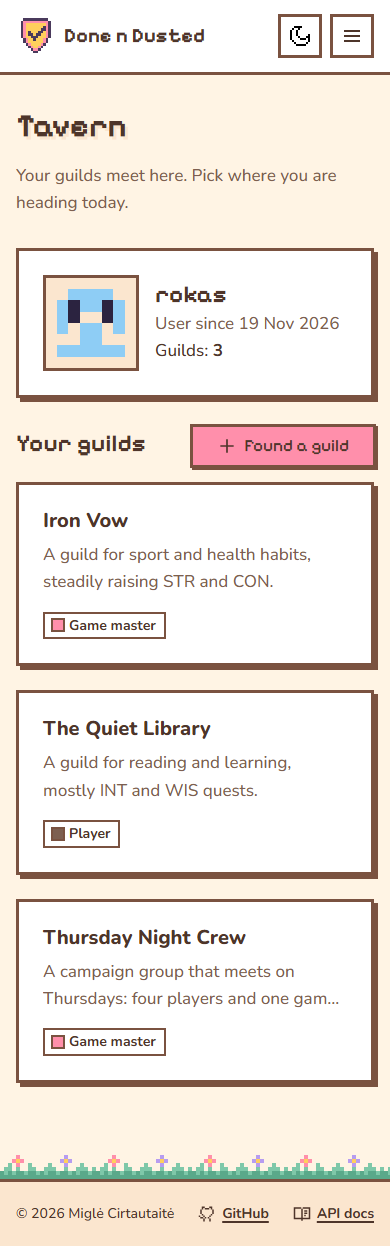 Done n Dusted
Tavern
Your guilds meet here. Pick where you are
heading today.
rokas
User since 19 Nov 2026
Guilds: 3
Your guilds
Found a guild
Iron Vow
A guild for sport and health habits,
steadily raising STR and CON.
Game master
The Quiet Library
A guild for reading and learning,
mostly INT and WIS quests.
Player
Thursday Night Crew
A campaign group that meets on
Thursdays: four players and one gam...
Game master
© 2026 Miglė Cirtautaitė GitHub API docs